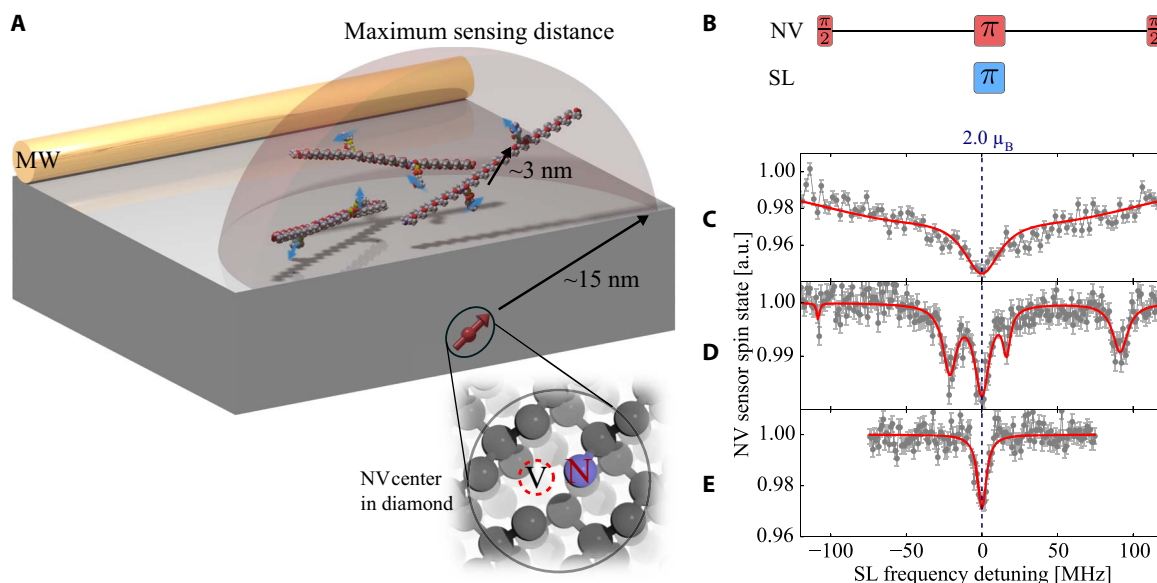 A
Maximum sensing distance
MW
~3 nm
~15 nm
NV center
in diamond
V
N
B
NV
π/2
π
π/2
SL
π
2.0 μB
C
1.00
0.98
0.96
D
1.00
0.99
E
1.00
0.98
0.96
NV sensor spin state [a.u.]
−100
−50
0
50
100
SL frequency detuning [MHz]